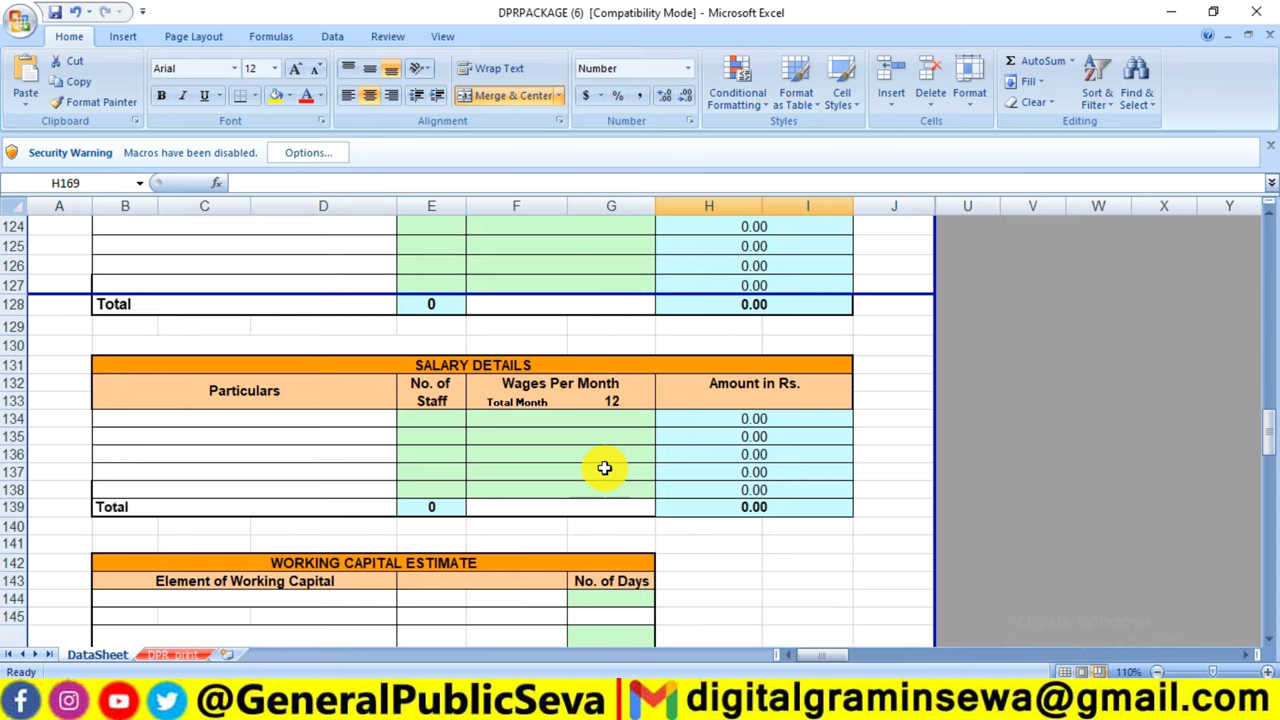 DPRPACKAGE (6) [Compatibility Mode] - Microsoft Excel
Home Insert Page Layout Formulas Data Review View
Cut
Copy
Format Painter
Paste
Clipboard
Arial 12
A A
B I U A
Font
Wrap Text
Merge & Center
Alignment
Number
$ % ,
Number
Conditional Formatting
Format as Table
Cell Styles
Styles
Insert Delete Format
Cells
Σ AutoSum
Fill
Clear
Sort & Filter
Find & Select
Editing
Security Warning Macros have been disabled. Options...
H169 fx
A B C D E F G H I J U V W X Y
124 0.00
125 0.00
126 0.00
127 0.00
128 Total 0 0.00
129
130
131 SALARY DETAILS
132 Particulars No. of Wages Per Month Amount in Rs.
133 Staff Total Month 12
134 0.00
135 0.00
136 0.00
137 0.00
138 0.00
139 Total 0 0.00
140
141
142 WORKING CAPITAL ESTIMATE
143 Element of Working Capital No. of Days
144
145
Activate Windows
DataSheet DPR_print
Ready 110%
@GeneralPublicSeva | digitalgraminsewa@gmail.com